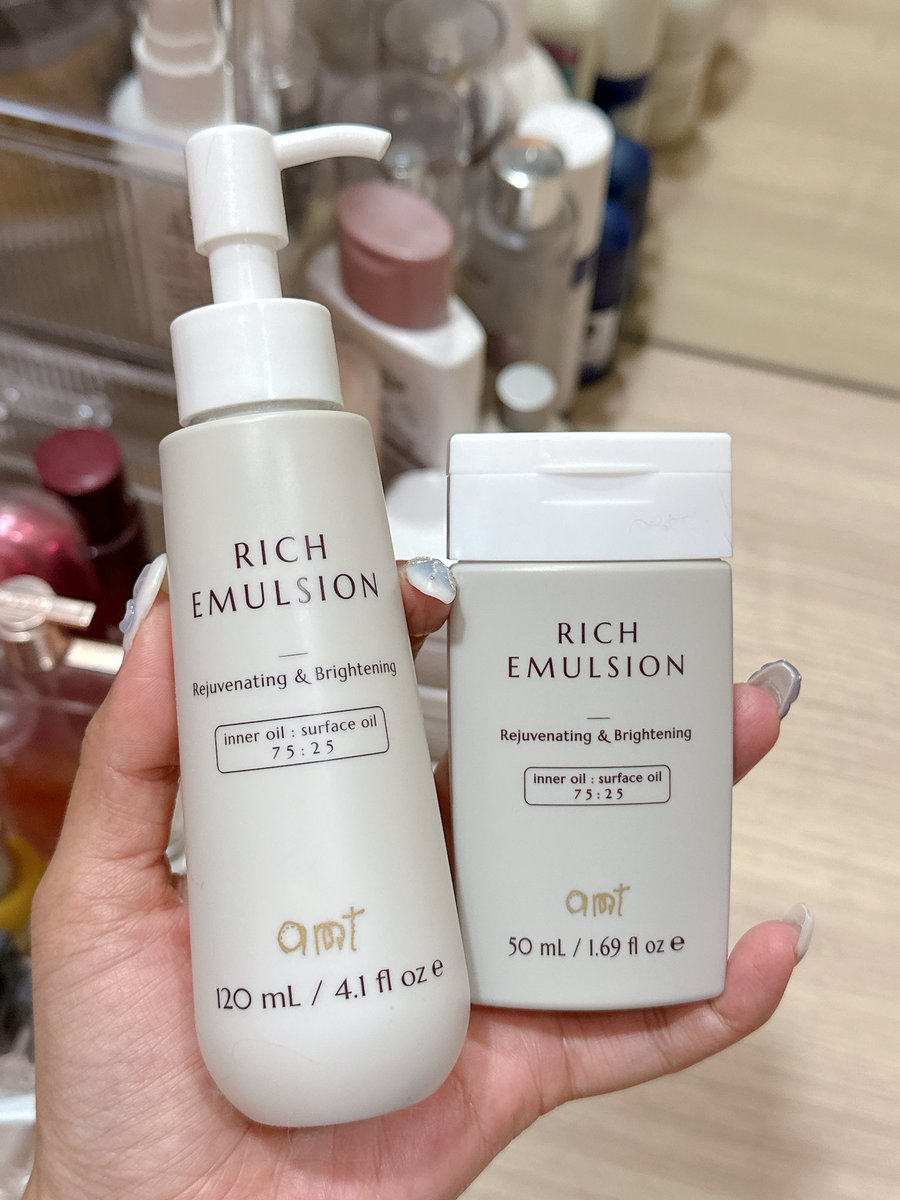 RICH
EMULSION
Rejuvenating & Brightening
inner oil : surface oil
75:25
amt
120 mL / 4.1 fl oz e
RICH
EMULSION
Rejuvenating & Brightening
inner oil : surface oil
75:25
amt
50 mL / 1.69 fl oz e